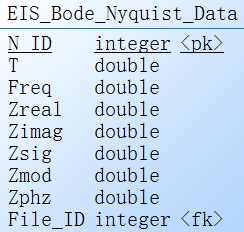 EIS_Bode_Nyquist_Data
N_ID integer <pk>
T double
Freq double
Zreal double
Zimag double
Zsig double
Zmod double
Zphz double
File_ID integer <fk>